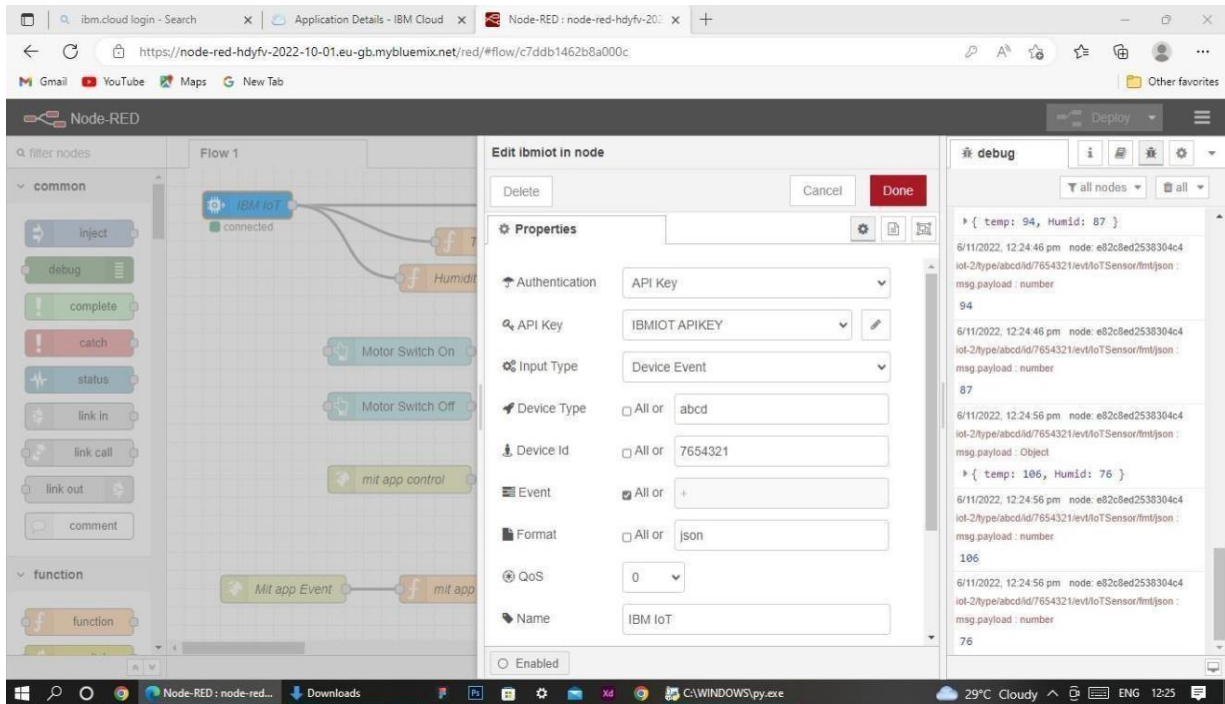 ibm.cloud login - Search
Application Details - IBM Cloud
Node-RED : node-red-hdyfv-202
https://node-red-hdyfv-2022-10-01.eu-gb.mybluemix.net/red/#flow/c7ddb1462b8a000c
Gmail YouTube Maps New Tab Other favorites
Node-RED Deploy
filter nodes
common
inject
debug
complete
catch
status
link in
link call
link out
comment
function
function
Flow 1
IBM IoT
connected
T
Humidit
Motor Switch On
Motor Switch Off
mit app control
Mit app Event
mit app
Edit ibmiot in node
Delete Cancel Done
Properties
Authentication API Key
API Key IBMIOT APIKEY
Input Type Device Event
Device Type All or abcd
Device Id All or 7654321
Event All or +
Format All or json
QoS 0
Name IBM IoT
Enabled
debug i
all nodes all
{ temp: 94, Humid: 87 }
6/11/2022, 12:24:46 pm node: e82c8ed2538304c4
iot-2/type/abcd/id/7654321/evt/IoTSensor/fmt/json :
msg.payload : number
94
6/11/2022, 12:24:46 pm node: e82c8ed2538304c4
iot-2/type/abcd/id/7654321/evt/IoTSensor/fmt/json :
msg.payload : number
87
6/11/2022, 12:24:56 pm node: e82c8ed2538304c4
iot-2/type/abcd/id/7654321/evt/IoTSensor/fmt/json :
msg.payload : Object
{ temp: 106, Humid: 76 }
6/11/2022, 12:24:56 pm node: e82c8ed2538304c4
iot-2/type/abcd/id/7654321/evt/IoTSensor/fmt/json :
msg.payload : number
106
6/11/2022, 12:24:56 pm node: e82c8ed2538304c4
iot-2/type/abcd/id/7654321/evt/IoTSensor/fmt/json :
msg.payload : number
76
Node-RED : node-red... Downloads Ps Xd C:\WINDOWS\py.exe 29°C Cloudy ENG 12:25